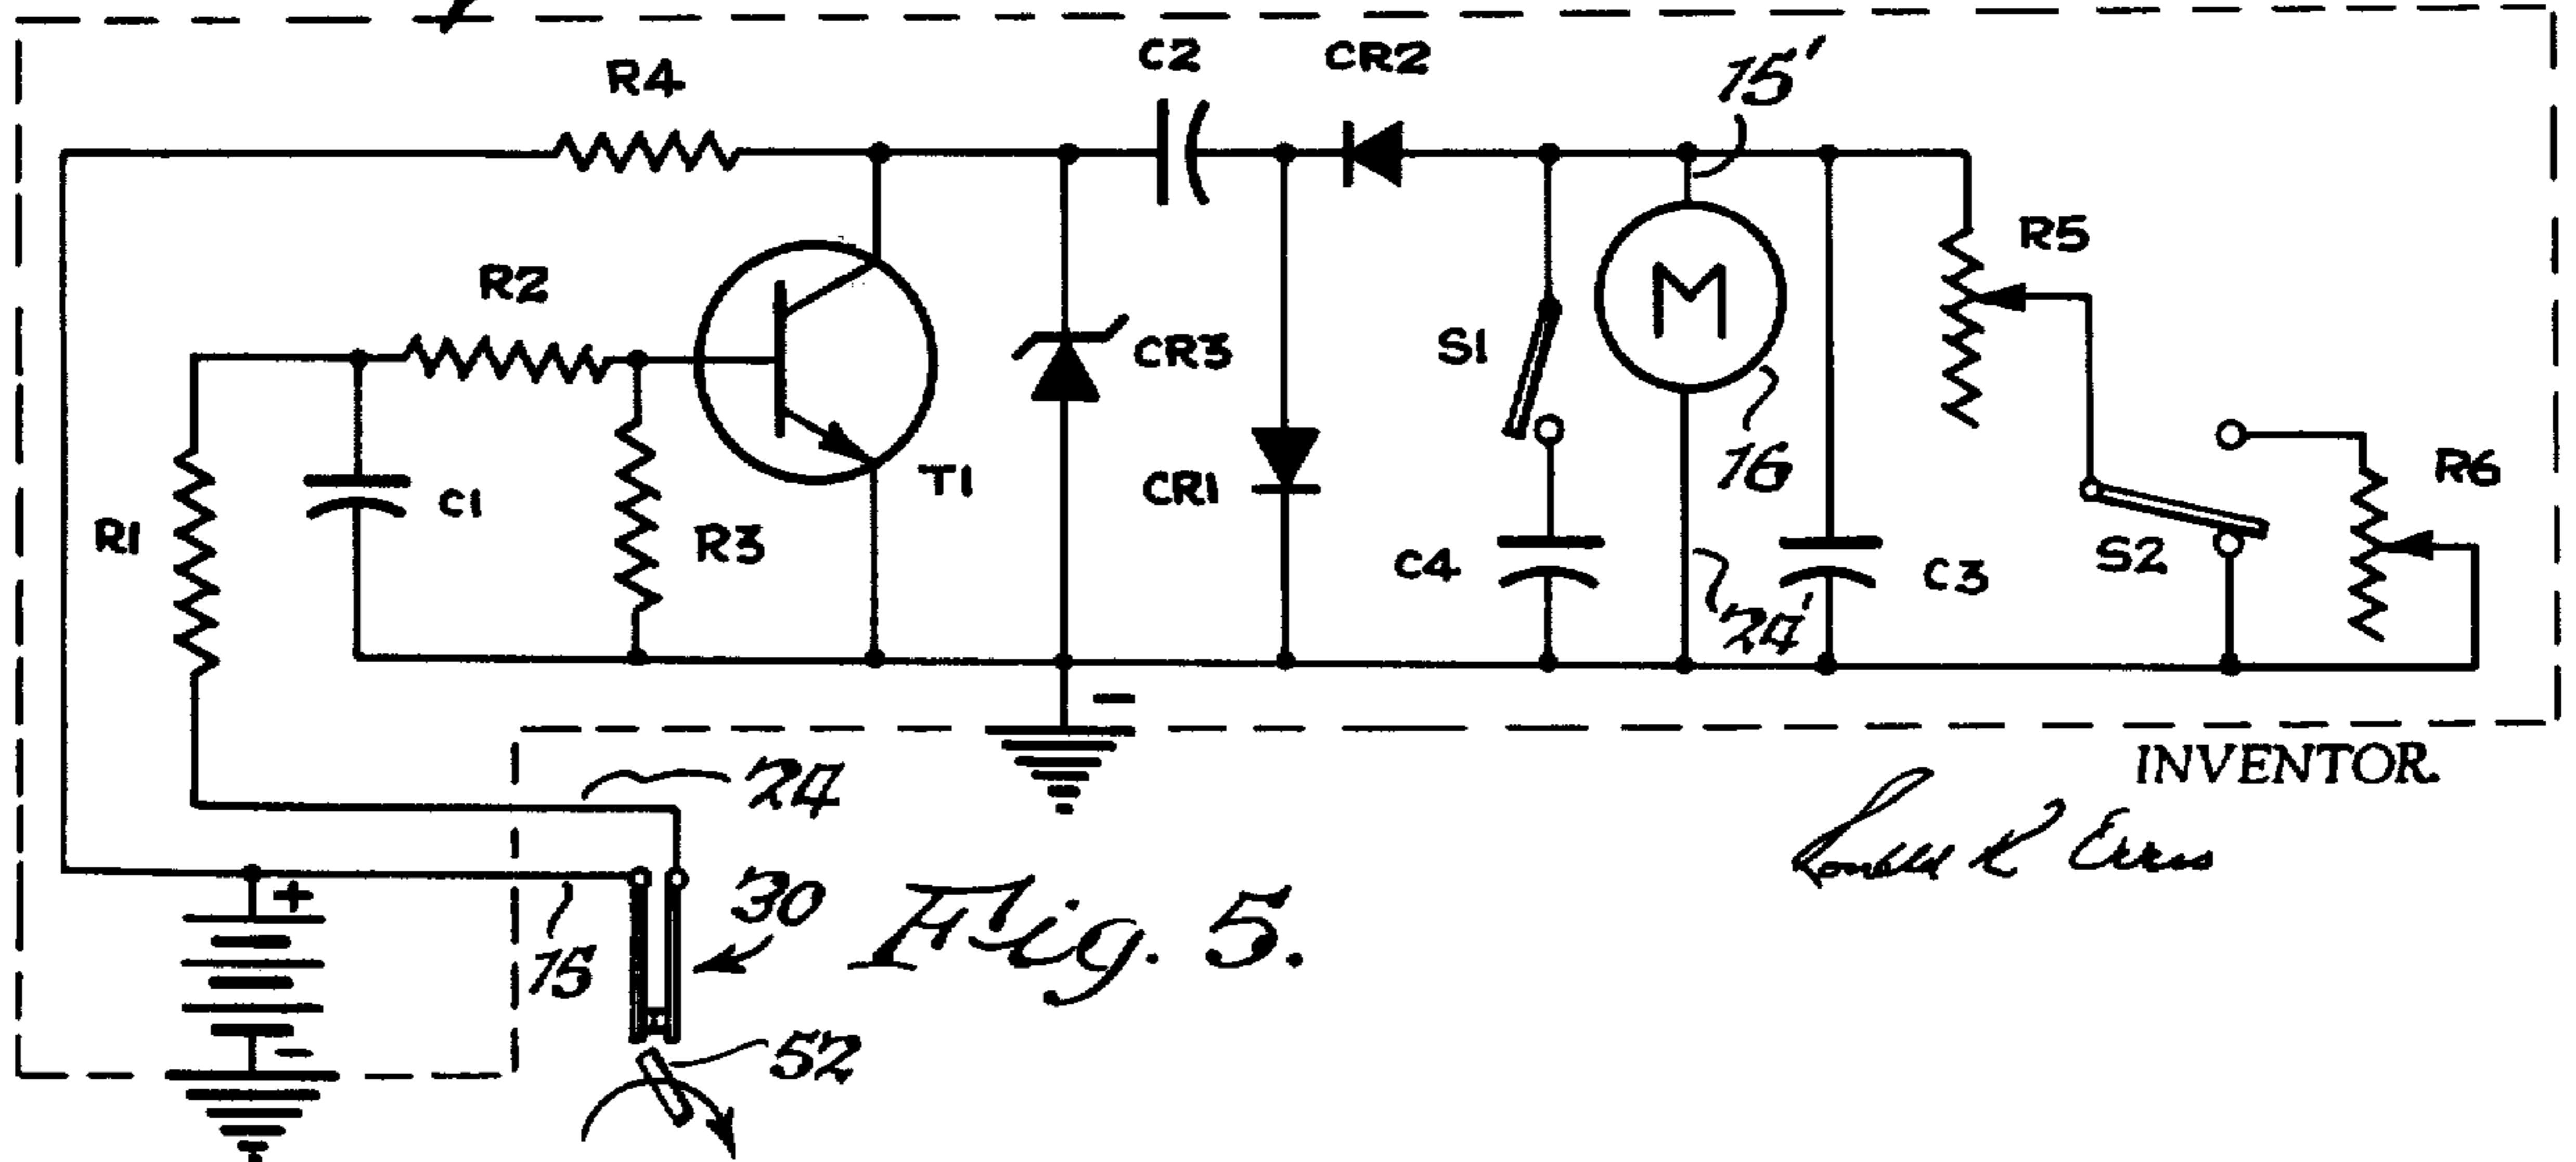 C2 CR2 15'
R4
R5
R2
S1 M
CR3
R6
T1 16
CR1
C1
R1 R3
C4 C3 S2
24'
-
INVENTOR.
24
+ 30
15 Fig. 5.
-
52